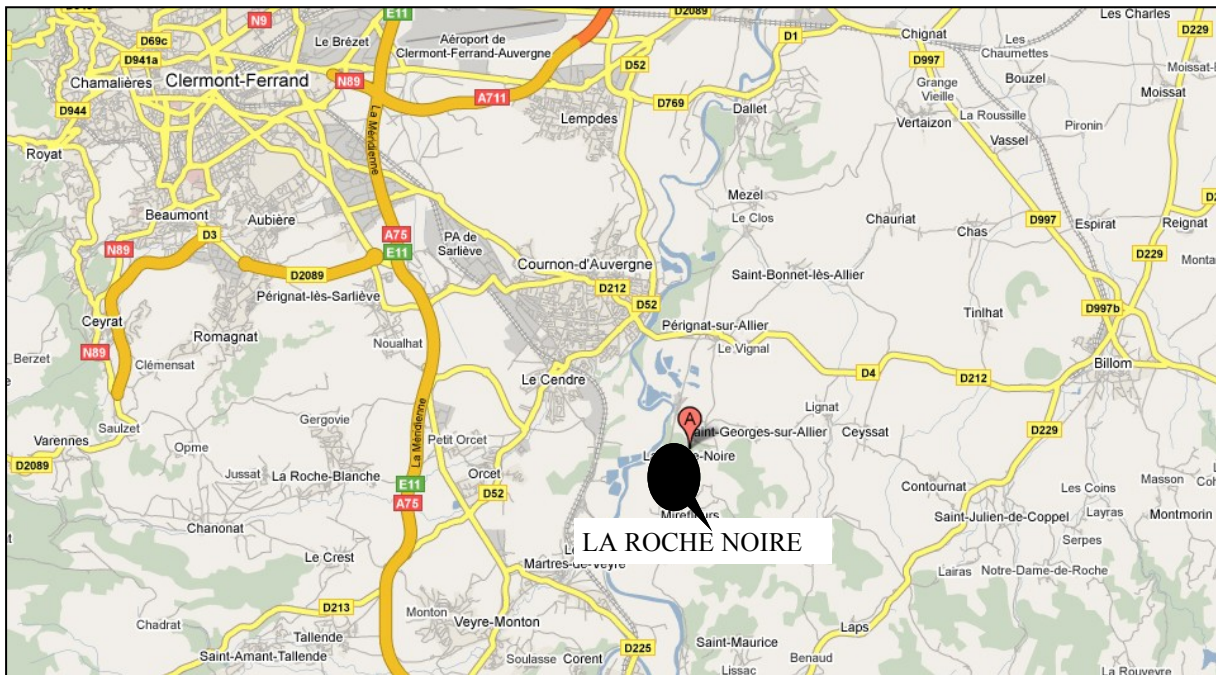 N9
E11
D2089
Les Charles
D69c
Le Brézet
Aéroport de
Clermont-Ferrand-Auvergne
D1
Chignat
Les
Chaumettes
D229
D941a
Chamalières
Clermont-Ferrand
N89
D52
D997
Grange
Vieille
Bouzel
Moissat
A711
D769
D944
La Méridienne
Lempdes
Dallet
Vertaizon
La Roussille
Vassel
Pironin
Royat
Mezel
Le Clos
Beaumont
Aubière
Chauriat
D997
Espirat
Reignat
Chas
N89
D3
A75
E11
PA de
Sarliève
D229
D2089
Cournon-d'Auvergne
Saint-Bonnet-lès-Allier
Pérignat-lès-Sarliève
D212
D52
D997b
Tinlhat
Ceyrat
Romagnat
Pérignat-sur-Allier
Noualhat
Le Vignal
Berzet
N89
Clémensat
Billom
Le Cendre
D4
D212
Saulzet
Gergovie
A
Lignat
Varennes
Opme
La Méridienne
Petit Orcet
aint-Georges-sur-Allier
Ceyssat
D229
D2089
Jussat
La Roche-Blanche
Orcet
E11
A75
D52
Contournat
Les Coins
Masson
Layras
Montmorin
Chanonat
Saint-Julien-de-Coppel
Serpes
LA ROCHE NOIRE
Le Crest
Martres-de-Veyre
Lairas
Notre-Dame-de-Roche
D213
Monton
Chadrat
Tallende
Veyre-Monton
Laps
Saint-Amant-Tallende
D225
Saint-Maurice
Soulasse
Corent
Benaud
Lissac
La Rouveyre